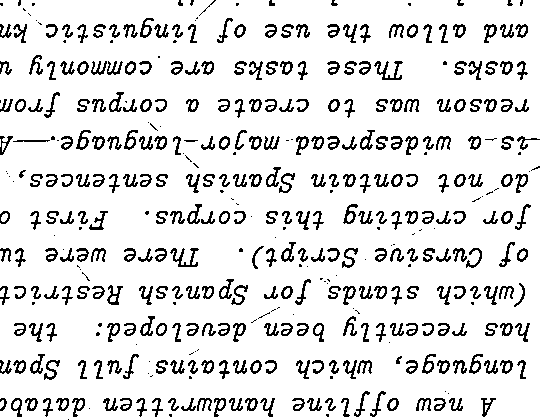 A new offline handwritten databa
language, which contains full Span
has recently been developed: the
(which stands for Spanish Restrict
of Cursive Script). There were tw
for creating this corpus. First o
do not contain Spanish sentences,
is a widespread major language. A
reason was to create a corpus from
tasks. These tasks are commonly u
and allow the use of linguistic kn